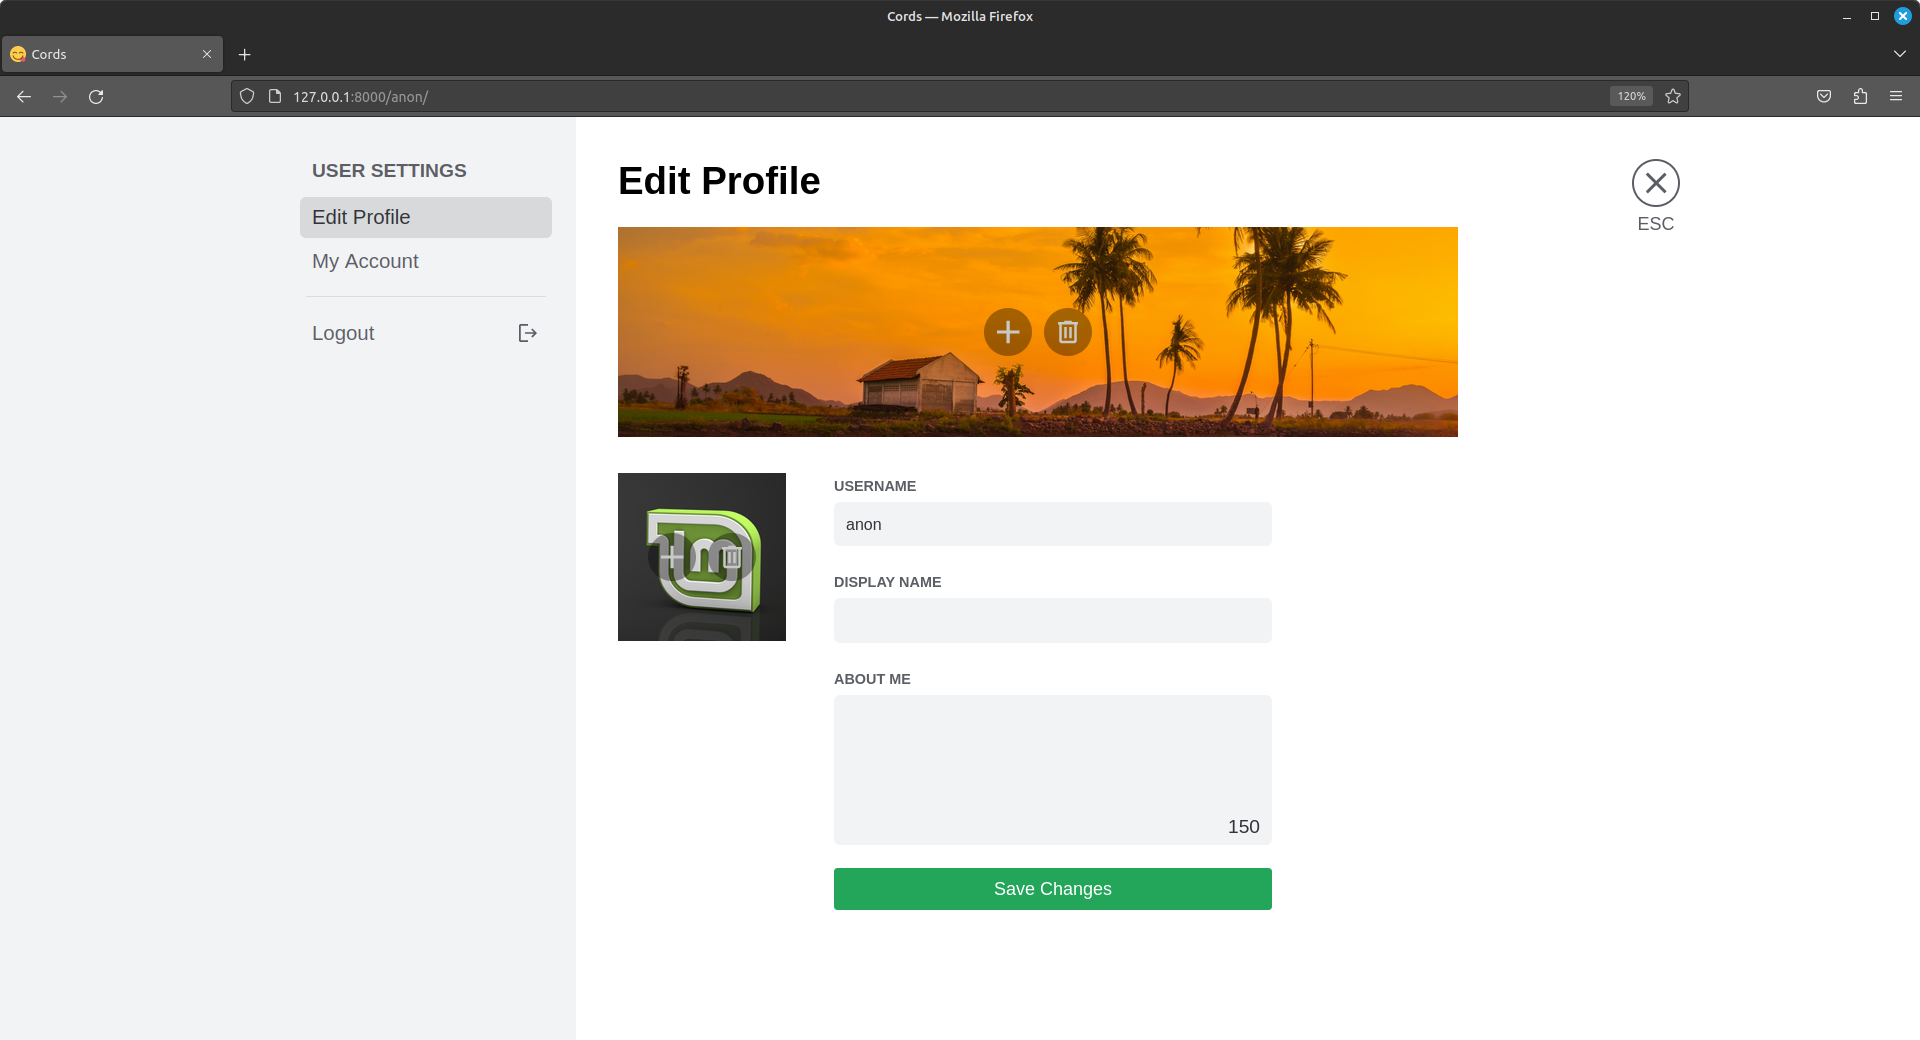 Cords — Mozilla Firefox
Cords
127.0.0.1:8000/anon/
120%
USER SETTINGS
Edit Profile
My Account
Logout
Edit Profile
ESC
USERNAME
anon
DISPLAY NAME
ABOUT ME
150
Save Changes